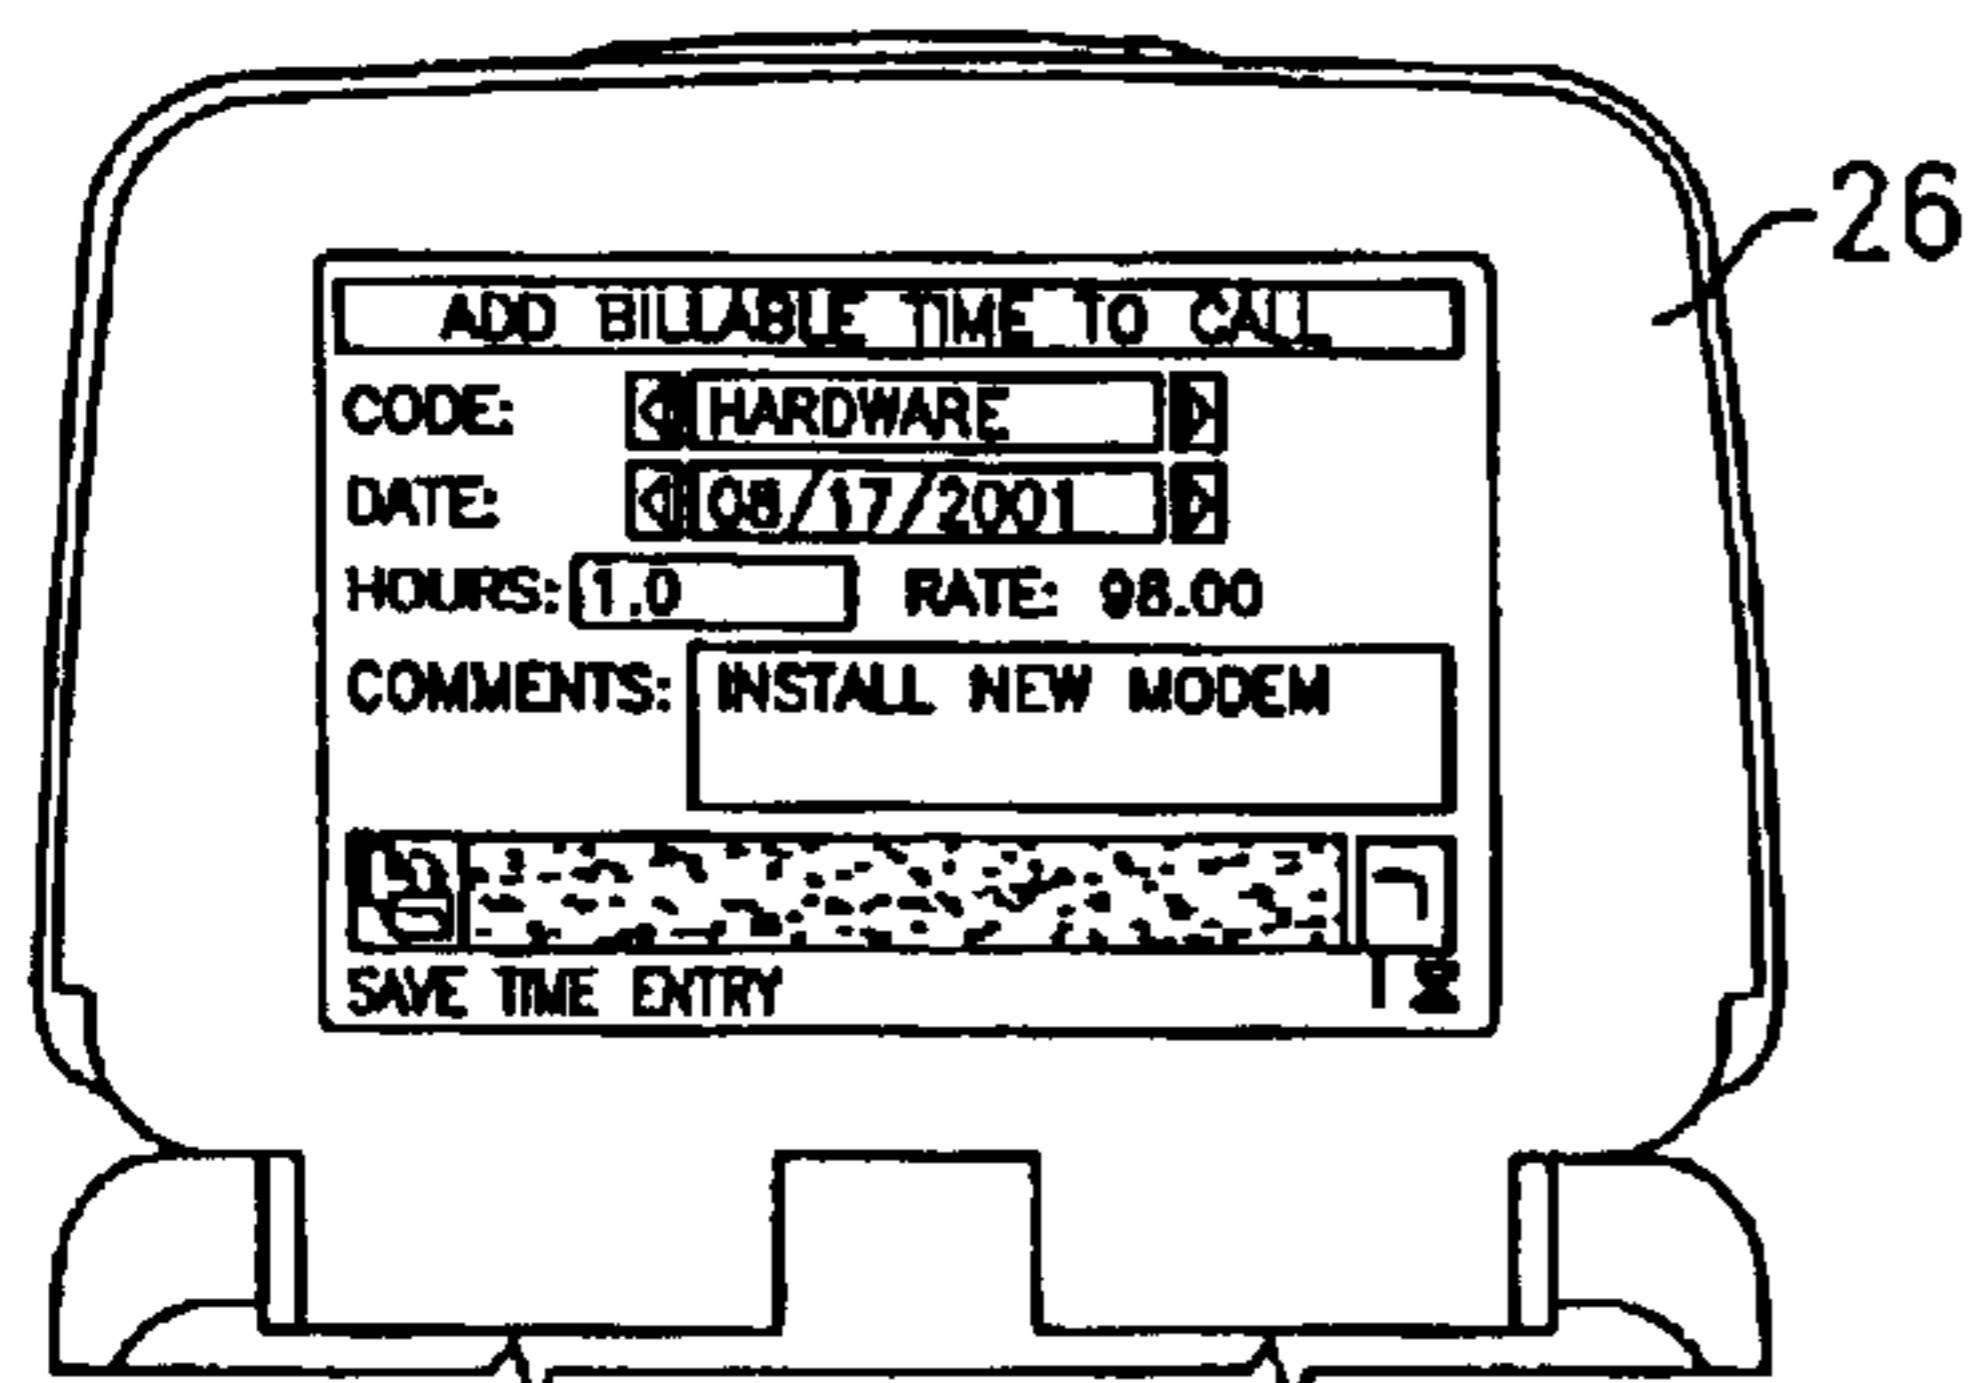 26
ADD BILLABLE TIME TO CALL
CODE: HARDWARE
DATE: 08/17/2001
HOURS: 1.0 RATE: 98.00
COMMENTS: INSTALL NEW MODEM
SAVE TIME ENTRY